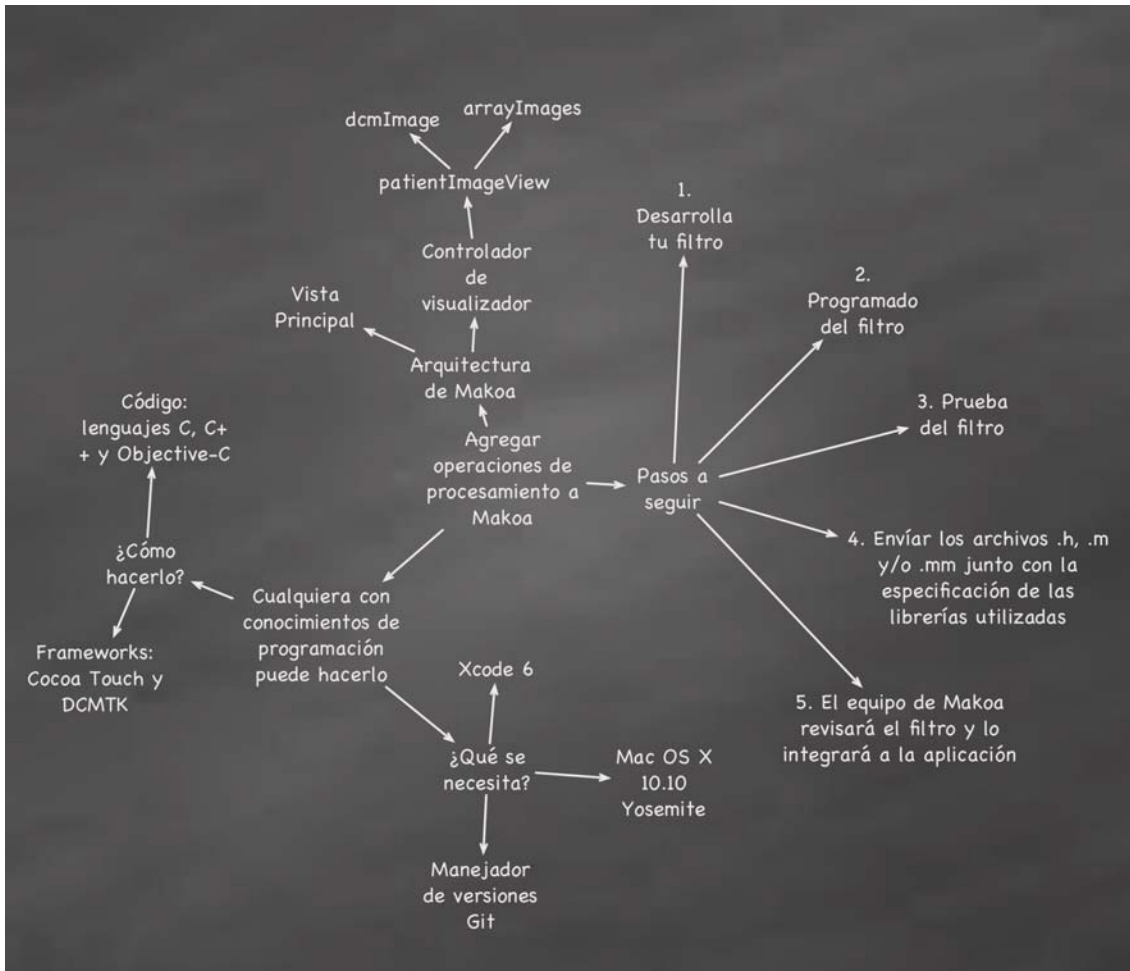 dcmImage
arrayImages
patientImageView
Controlador
de
visualizador
Vista
Principal
Arquitectura
de Makoa
Agregar
operaciones de
procesamiento a
Makoa
Pasos a
seguir
1.
Desarrolla
tu filtro
2.
Programado
del filtro
3. Prueba
del filtro
4. Envíar los archivos .h, .m
y/o .mm junto con la
especificación de las
librerías utilizadas
5. El equipo de Makoa
revisará el filtro y lo
integrará a la aplicación
Cualquiera con
conocimientos de
programación
puede hacerlo
¿Cómo
hacerlo?
Código:
lenguajes C, C+
+ y Objective-C
Frameworks:
Cocoa Touch y
DCMTK
¿Qué se
necesita?
Xcode 6
Mac OS X
10.10
Yosemite
Manejador
de versiones
Git